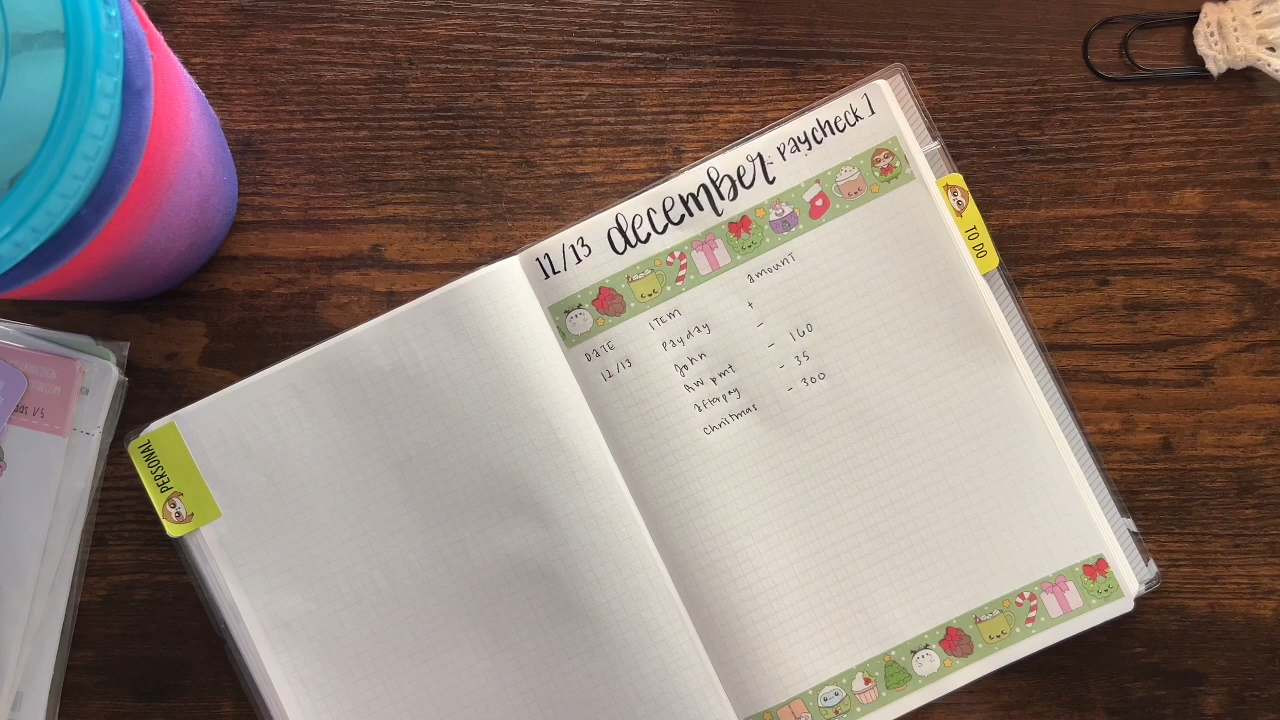 12/13 december: paycheck 1
DATE ITEM amount
12/13 payday +
John -
AW pmt - 160
afterpay - 35
christmas - 300
TO DO
PERSONAL